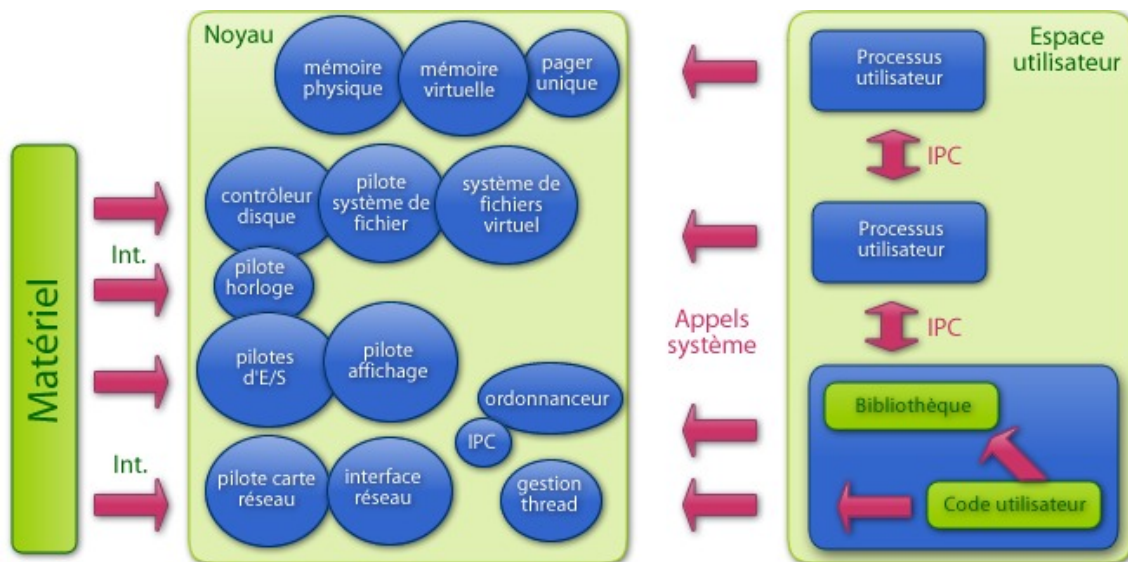 Noyau
mémoire
physique
mémoire
virtuelle
pager
unique
contrôleur
disque
pilote
système de
fichier
système de
fichiers
virtuel
pilote
horloge
pilotes
d'E/S
pilote
affichage
ordonnanceur
IPC
pilote carte
réseau
interface
réseau
gestion
thread
Matériel
Int.
Int.
Appels
système
Espace
utilisateur
Processus
utilisateur
IPC
Processus
utilisateur
IPC
Bibliothèque
Code utilisateur